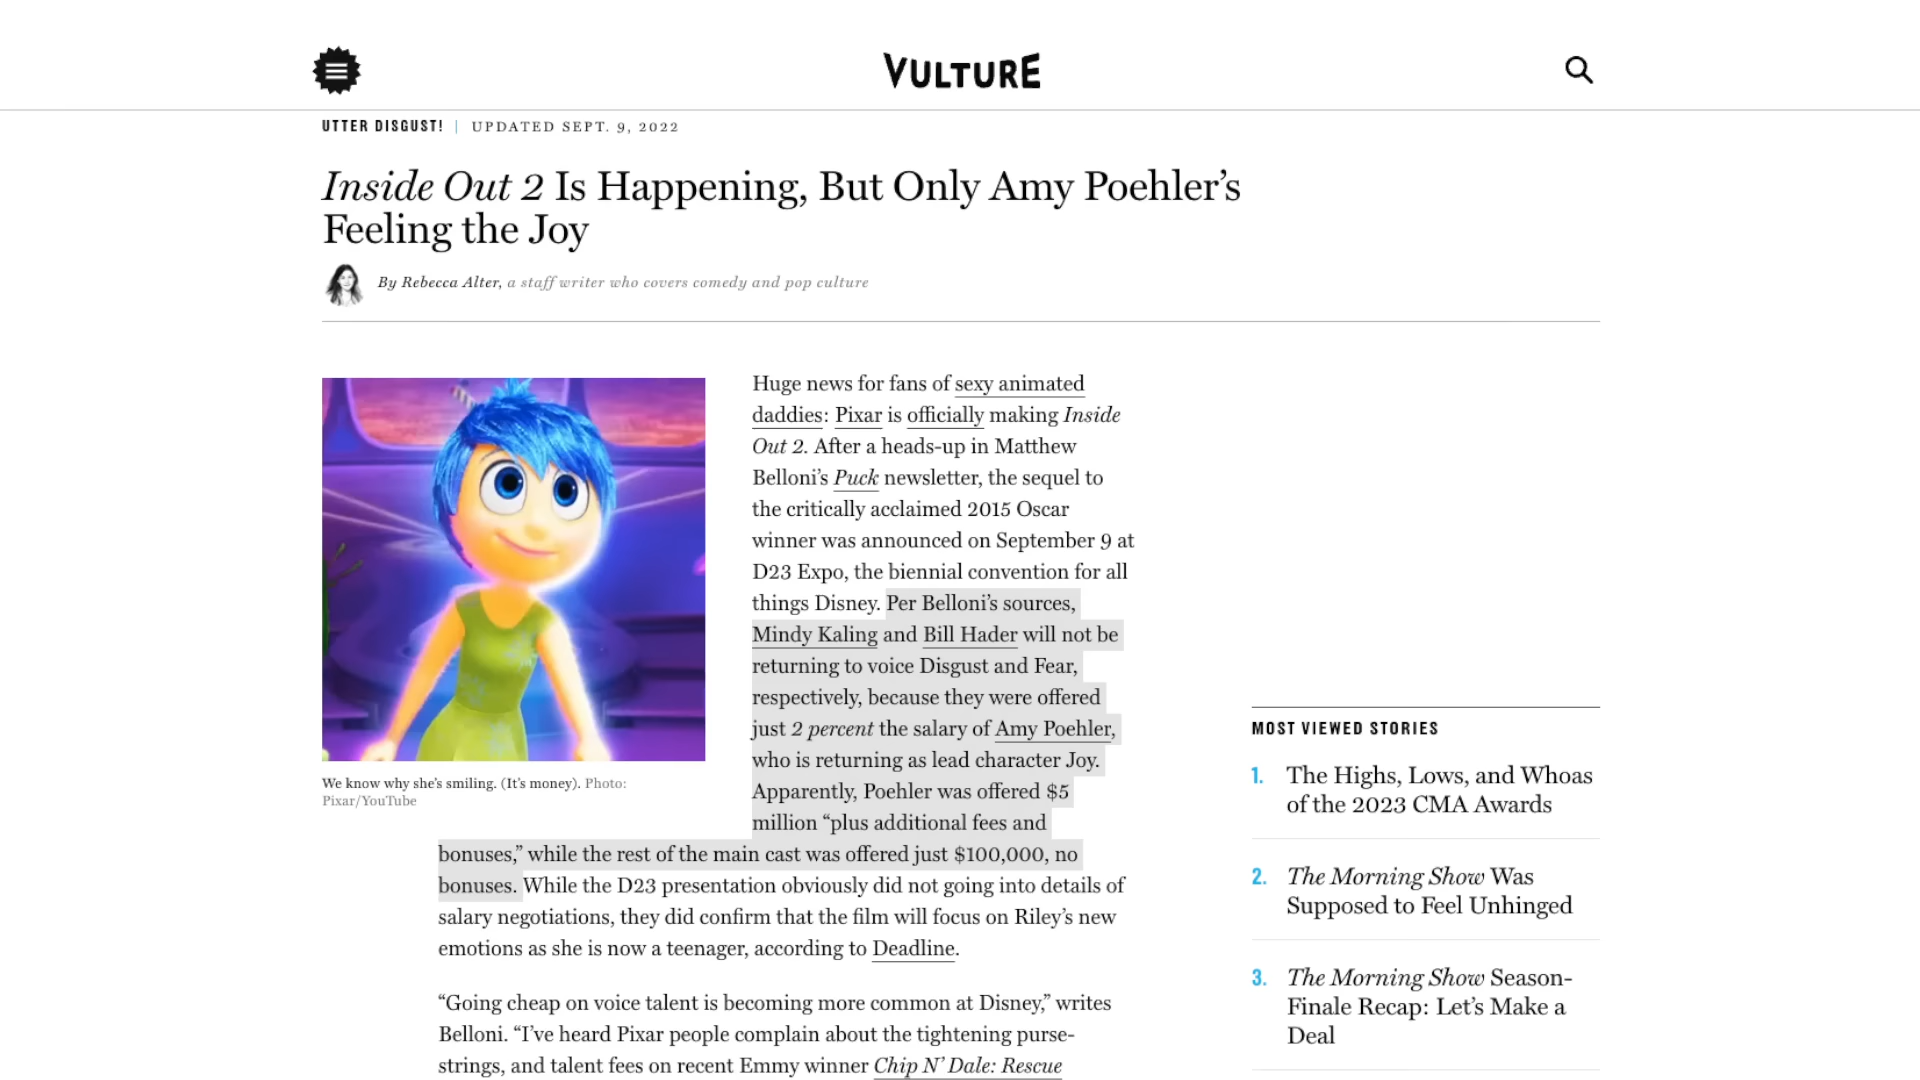 VULTURE
UTTER DISGUST! | UPDATED SEPT. 9, 2022
Inside Out 2 Is Happening, But Only Amy Poehler’s
Feeling the Joy
By Rebecca Alter, a staff writer who covers comedy and pop culture
We know why she’s smiling. (It’s money). Photo:
Pixar/YouTube
Huge news for fans of sexy animated
daddies: Pixar is officially making Inside
Out 2. After a heads-up in Matthew
Belloni’s Puck newsletter, the sequel to
the critically acclaimed 2015 Oscar
winner was announced on September 9 at
D23 Expo, the biennial convention for all
things Disney. Per Belloni’s sources,
Mindy Kaling and Bill Hader will not be
returning to voice Disgust and Fear,
respectively, because they were offered
just 2 percent the salary of Amy Poehler,
who is returning as lead character Joy.
Apparently, Poehler was offered $5
million “plus additional fees and
bonuses,” while the rest of the main cast was offered just $100,000, no
bonuses. While the D23 presentation obviously did not going into details of
salary negotiations, they did confirm that the film will focus on Riley’s new
emotions as she is now a teenager, according to Deadline.
“Going cheap on voice talent is becoming more common at Disney,” writes
Belloni. “I’ve heard Pixar people complain about the tightening purse-
strings, and talent fees on recent Emmy winner Chip N’ Dale: Rescue
MOST VIEWED STORIES
1. The Highs, Lows, and Whoas
of the 2023 CMA Awards
2. The Morning Show Was
Supposed to Feel Unhinged
3. The Morning Show Season-
Finale Recap: Let’s Make a
Deal